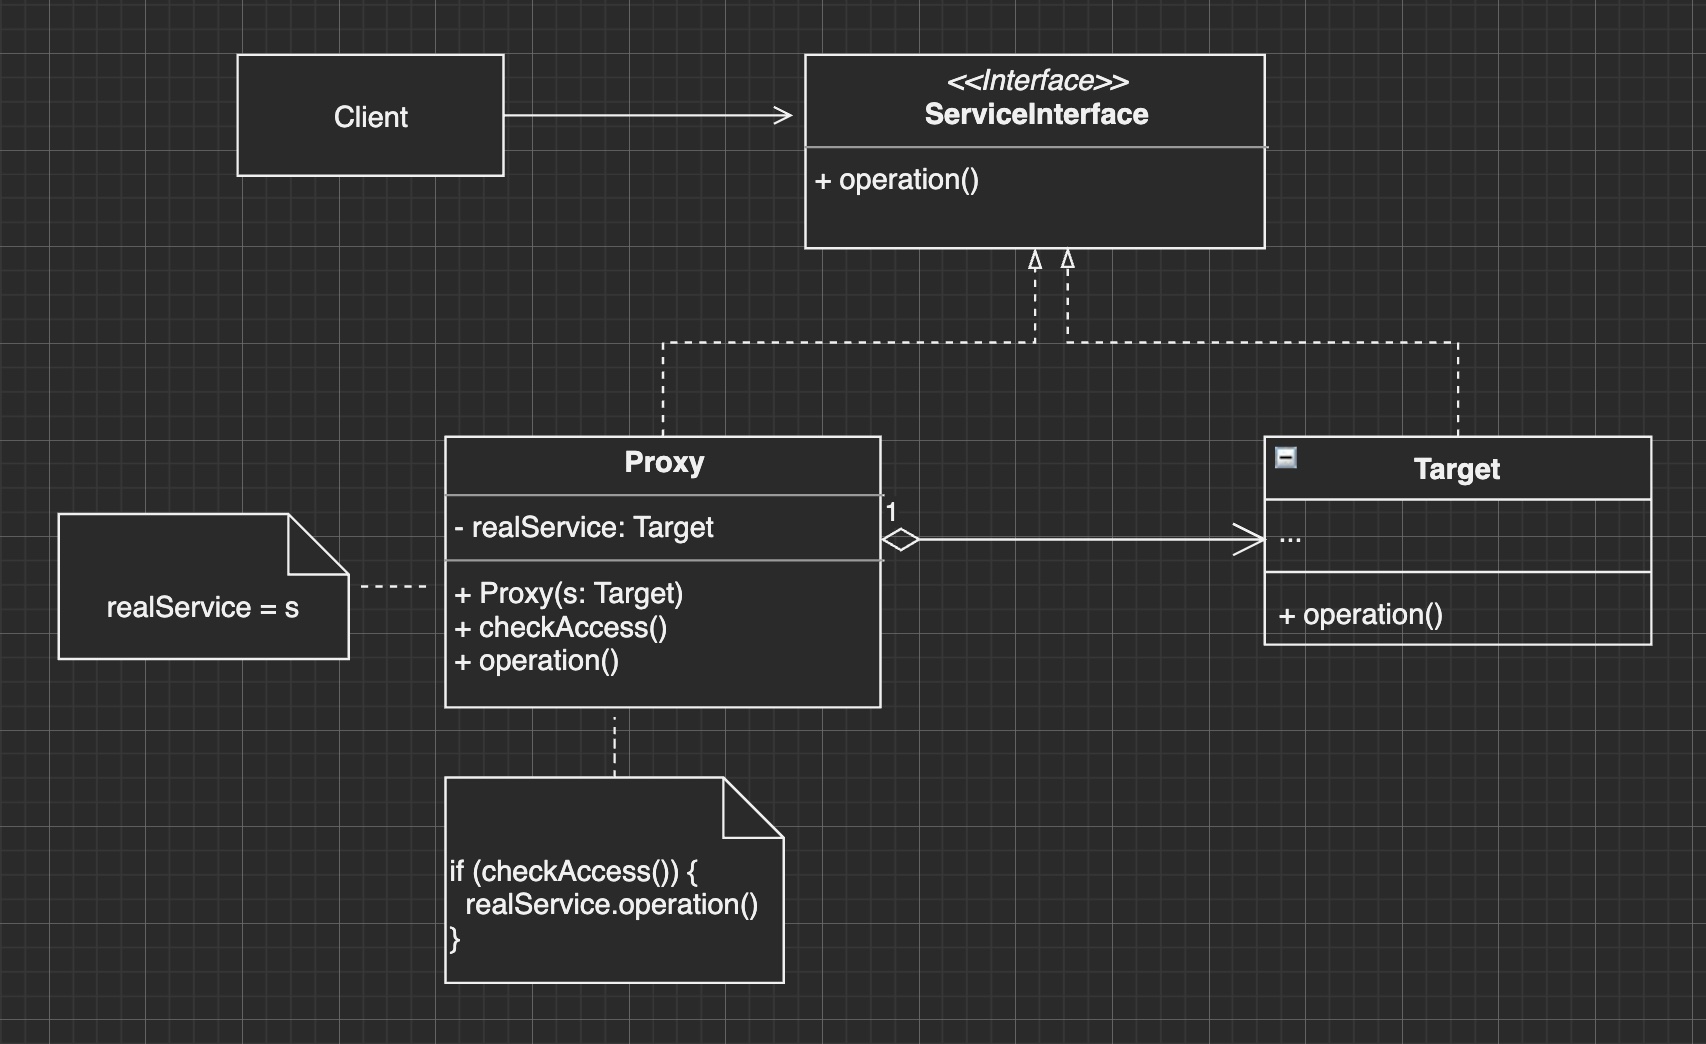 Client
<<Interface>>
ServiceInterface
+ operation()
Proxy
- realService: Target
+ Proxy(s: Target)
+ checkAccess()
+ operation()
1
Target
...
+ operation()
realService = s
if (checkAccess()) {
realService.operation()
}